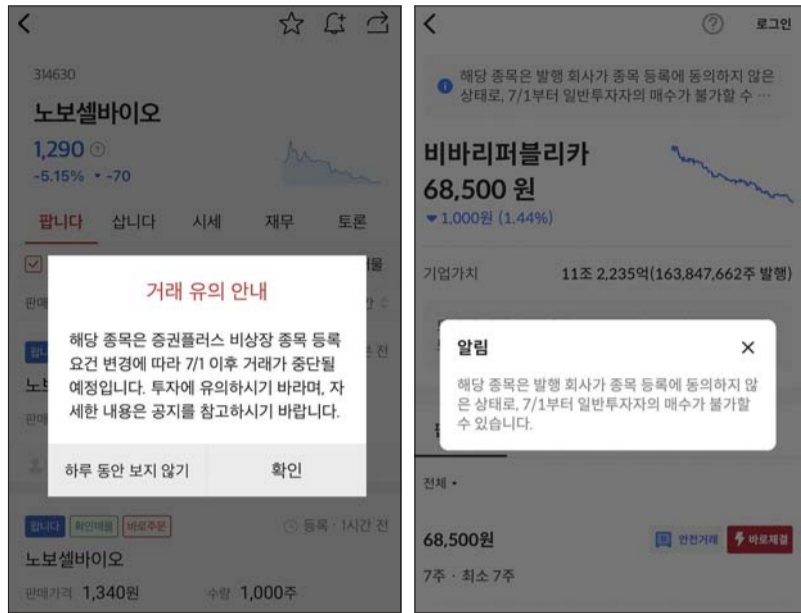 314630
노보셀바이오
1,290
-5.15% -70
팝니다 삽니다 시세 재무 토론
거래 유의 안내
해당 종목은 증권플러스 비상장 종목 등록
요건 변경에 따라 7/1 이후 거래가 중단될
예정입니다. 투자에 유의하시기 바라며, 자
세한 내용은 공지를 참고하시기 바랍니다.
하루 동안 보지 않기 확인
팝니다 확인매물 바로주문 등록 · 1시간 전
노보셀바이오
판매가격 1,340원 수량 1,000주
로그인
해당 종목은 발행 회사가 종목 등록에 동의하지 않은
상태로, 7/1부터 일반투자자의 매수가 불가할 수 …
비바리퍼블리카
68,500 원
▼ 1,000원 (1.44%)
기업가치 11조 2,235억(163,847,662주 발행)
알림
해당 종목은 발행 회사가 종목 등록에 동의하지 않
은 상태로, 7/1부터 일반투자자의 매수가 불가할
수 있습니다.
전체
68,500원 안전거래 바로체결
7주 · 최소 7주